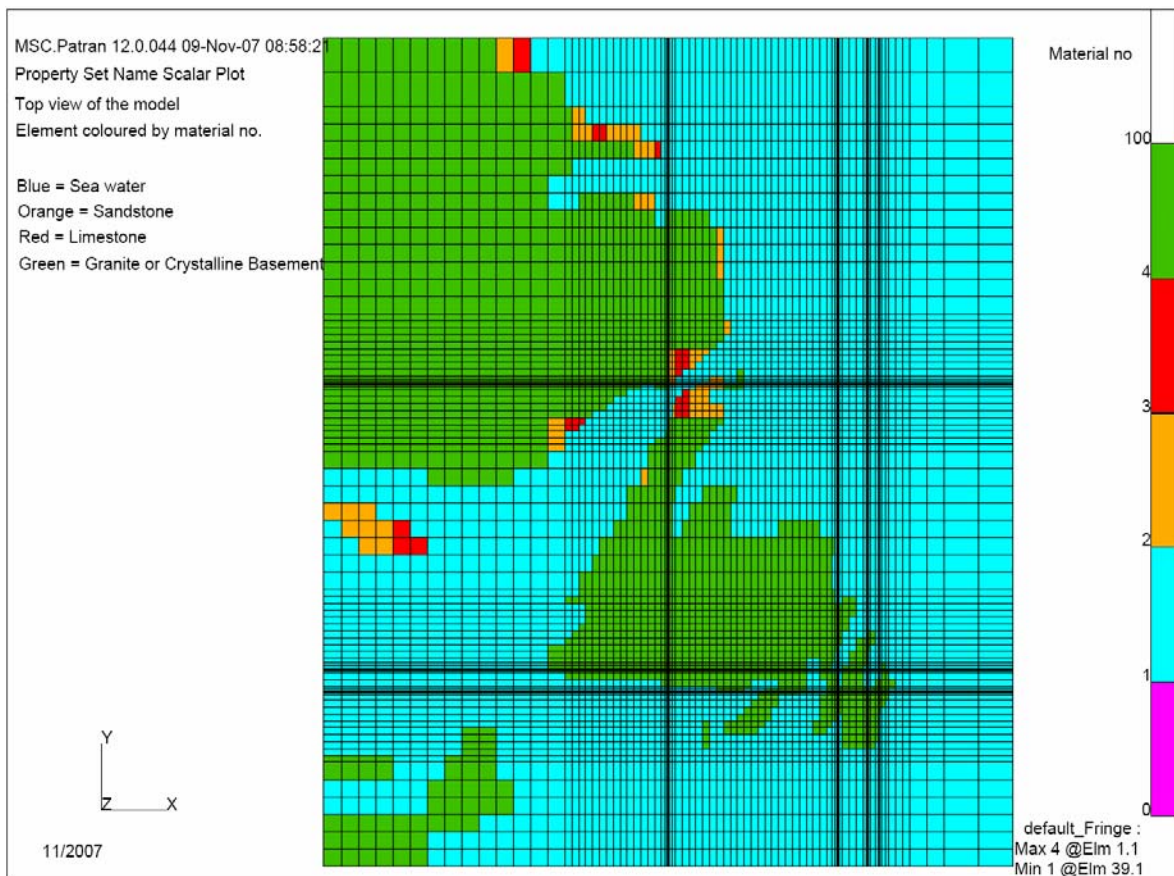 MSC.Patran 12.0.044 09-Nov-07 08:58:21
Property Set Name Scalar Plot
Top view of the model
Element coloured by material no.
Blue = Sea water
Orange = Sandstone
Red = Limestone
Green = Granite or Crystalline Basement
Material no
100
4
3
2
1
0
Y
Z X
11/2007
default_Fringe :
Max 4 @Elm 1.1
Min 1 @Elm 39.1